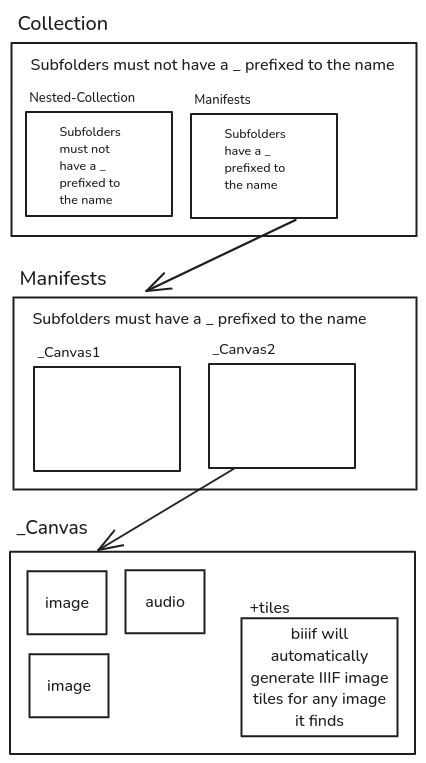 Collection
Subfolders must not have a _ prefixed to the name
Nested-Collection
Subfolders
must not
have a _
prefixed to
the name
Manifests
Subfolders
have a _
prefixed to
the name
Manifests
Subfolders must have a _ prefixed to the name
_Canvas1
_Canvas2
_Canvas
image
audio
image
+tiles
biiif will
automatically
generate IIIF image
tiles for any image
it finds